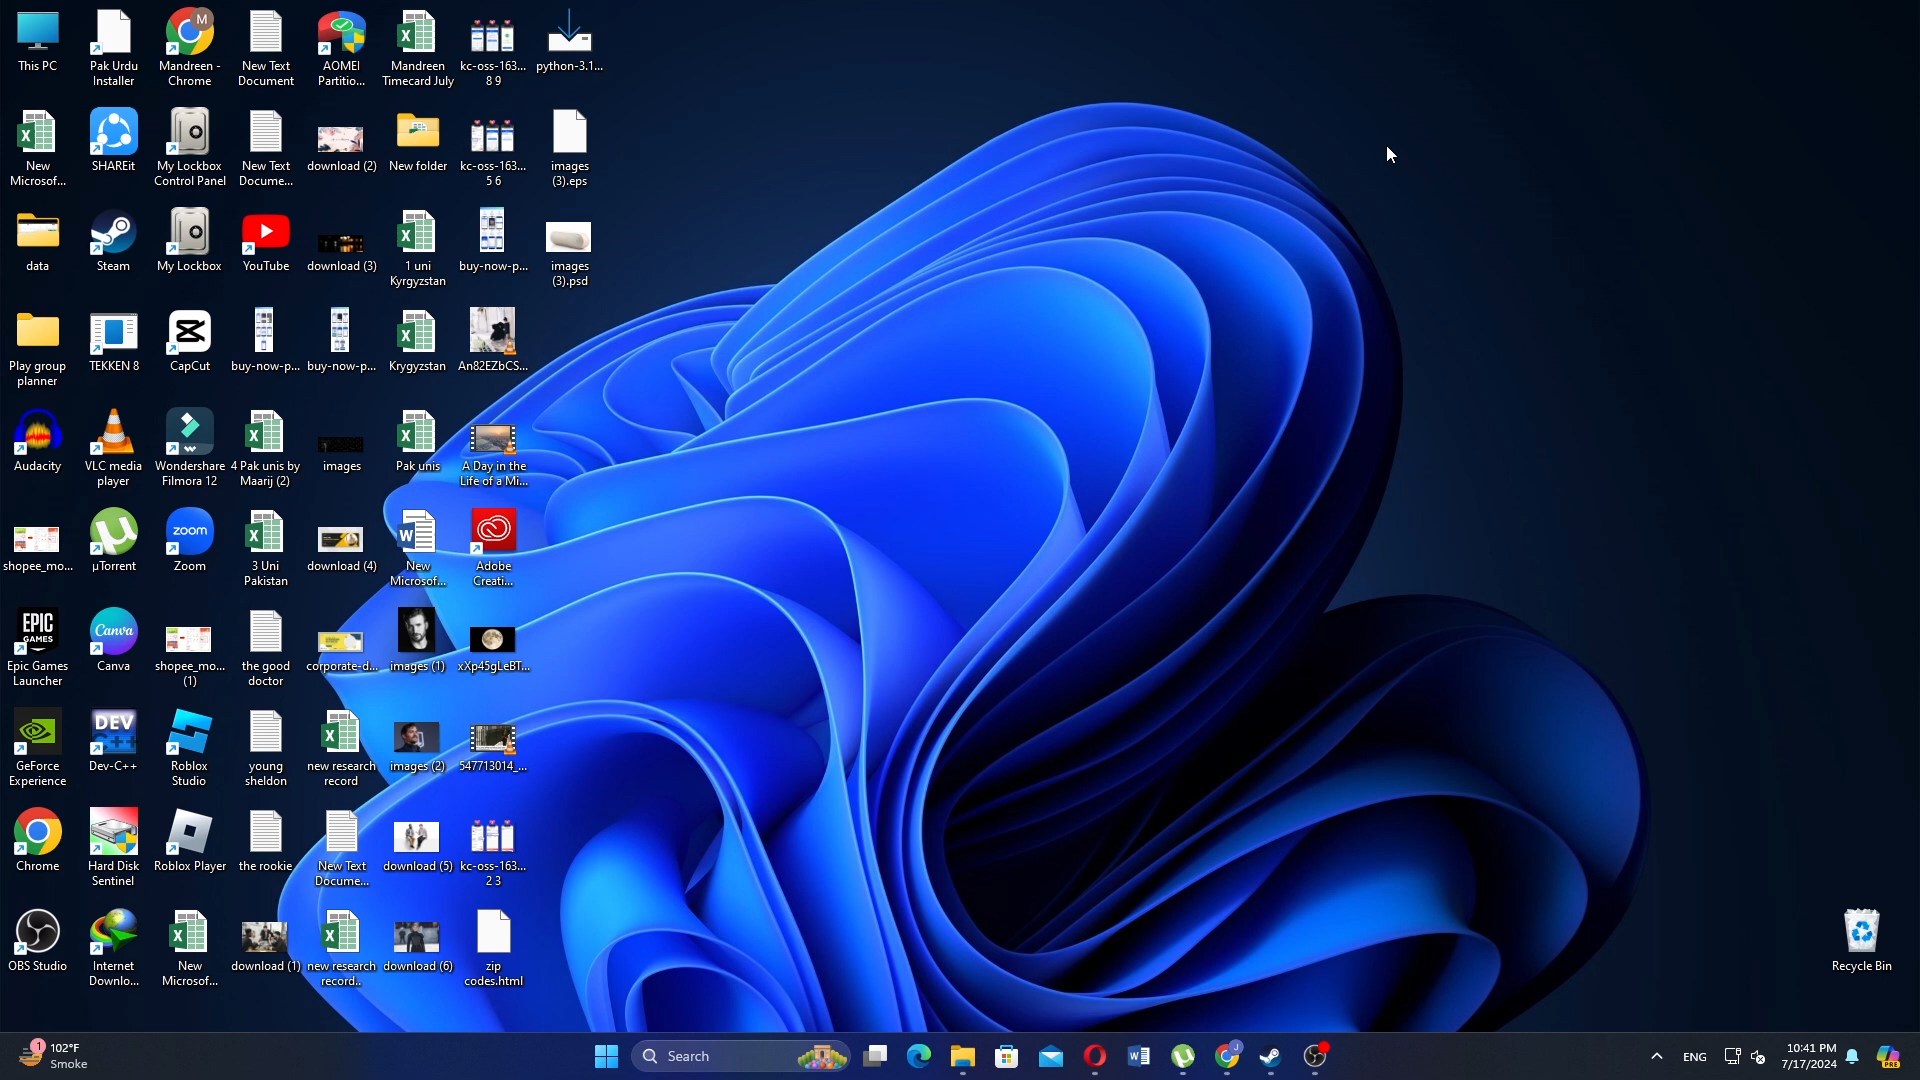 This PC
Pak Urdu
Installer
M
Mandreen -
Chrome
New Text
Document
AOMEI
Partitio...
Mandreen
Timecard July
kc-oss-163...
8 9
python-3.1...
New
Microsof...
SHAREit
My Lockbox
Control Panel
New Text
Docume...
download (2)
New folder
kc-oss-163...
5 6
images
(3).eps
data
Steam
My Lockbox
YouTube
download (3)
1 uni
Kyrgyzstan
buy-now-p...
images
(3).psd
Play group
planner
TEKKEN 8
CapCut
buy-now-p...
buy-now-p...
Krygyzstan
An82EZbCS...
Audacity
VLC media
player
Wondershare
Filmora 12
4 Pak unis by
Maarij (2)
images
Pak unis
A Day in the
Life of a Mi...
shopee_mo...
µTorrent
zoom
Zoom
3 Uni
Pakistan
download (4)
New
Microsof...
Adobe
Creati...
EPIC
GAMES
Epic Games
Launcher
Canva
Canva
shopee_mo...
(1)
the good
doctor
corporate-d...
images (1)
xXp45gLeBT...
GeForce
Experience
DEV
C++
Dev-C++
Roblox
Studio
young
sheldon
new research
record
images (2)
547713014_...
Chrome
Hard Disk
Sentinel
Roblox Player
the rookie
New Text
Docume...
download (5)
kc-oss-163...
2 3
OBS Studio
Internet
Downlo...
New
Microsof...
download (1)
new research
record..
download (6)
zip
codes.html
Recycle Bin
1
102°F
Smoke
Search
J
ENG
10:41 PM
7/17/2024
PRE